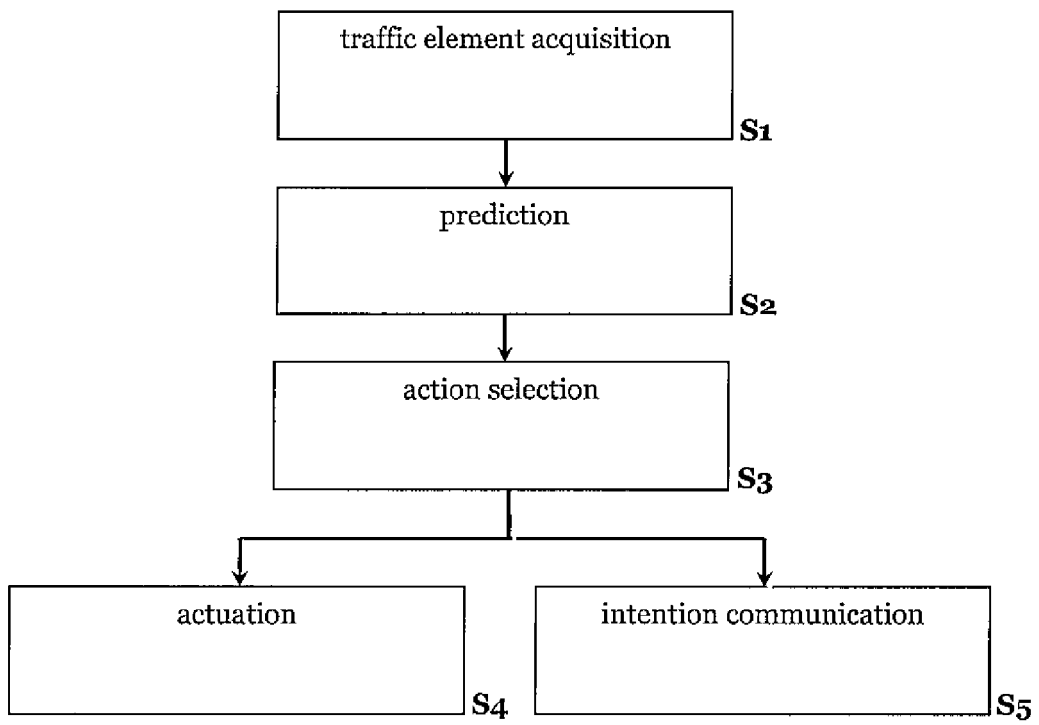 traffic element acquisition
S1
prediction
S2
action selection
S3
actuation
S4
intention communication
S5